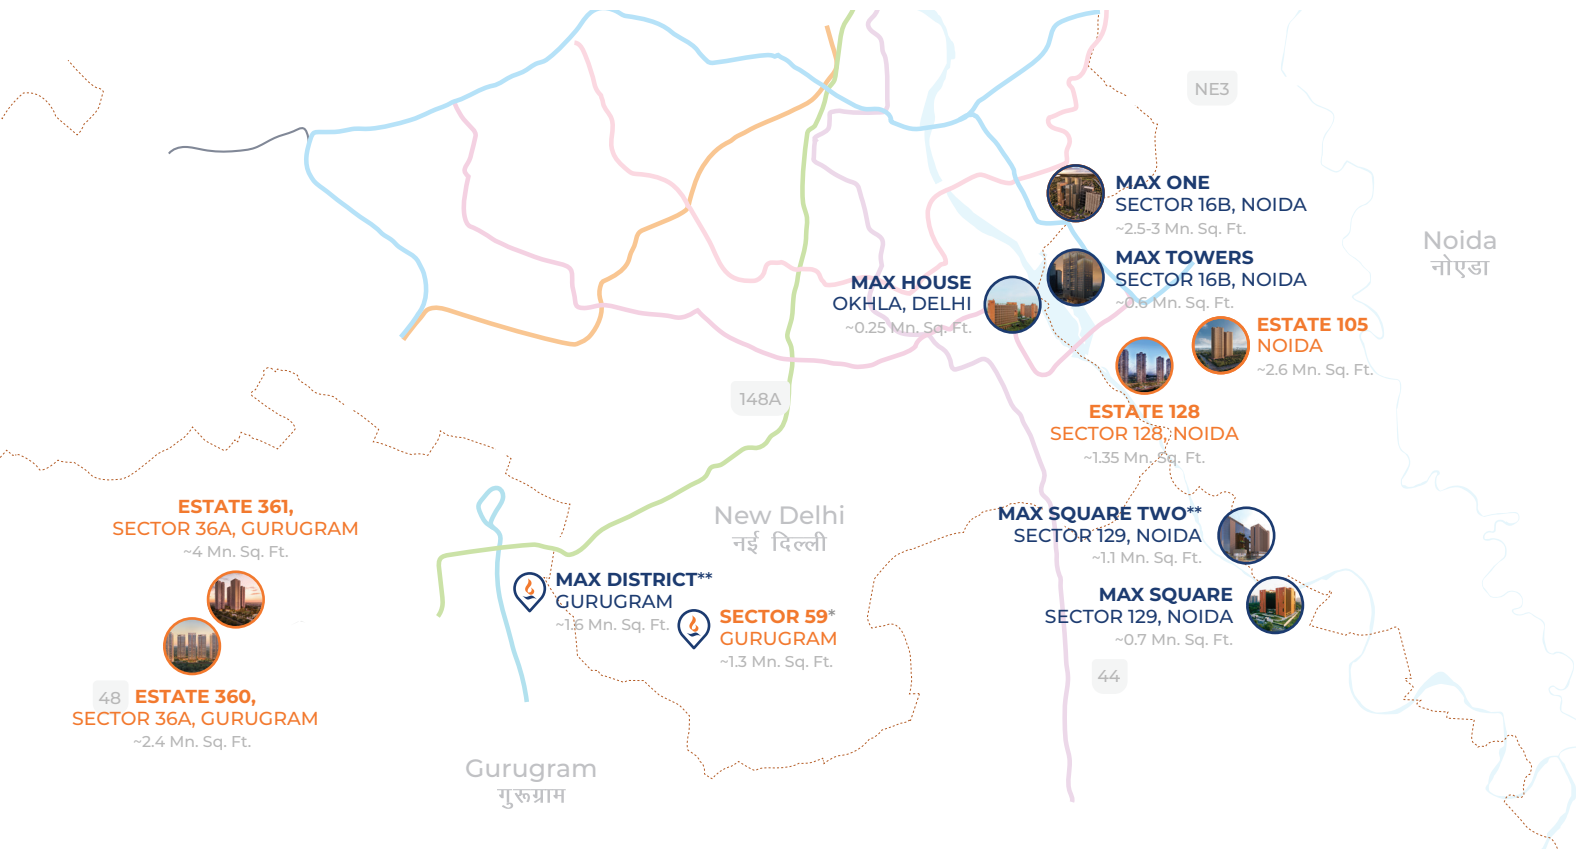 NE3
MAX ONE
SECTOR 16B, NOIDA
~2.5-3 Mn. Sq. Ft.
Noida
नोएडा
MAX TOWERS
SECTOR 16B, NOIDA
~0.6 Mn. Sq. Ft.
MAX HOUSE
OKHLA, DELHI
~0.25 Mn. Sq. Ft.
ESTATE 105
NOIDA
~2.6 Mn. Sq. Ft.
148A
ESTATE 128
SECTOR 128, NOIDA
~1.35 Mn. Sq. Ft.
ESTATE 361,
SECTOR 36A, GURUGRAM
~4 Mn. Sq. Ft.
New Delhi
नई दिल्ली
MAX SQUARE TWO**
SECTOR 129, NOIDA
~1.1 Mn. Sq. Ft.
MAX DISTRICT**
GURUGRAM
~1.6 Mn. Sq. Ft.
SECTOR 59*
GURUGRAM
~1.3 Mn. Sq. Ft.
MAX SQUARE
SECTOR 129, NOIDA
~0.7 Mn. Sq. Ft.
44
48
ESTATE 360,
SECTOR 36A, GURUGRAM
~2.4 Mn. Sq. Ft.
Gurugram
गुरूग्राम